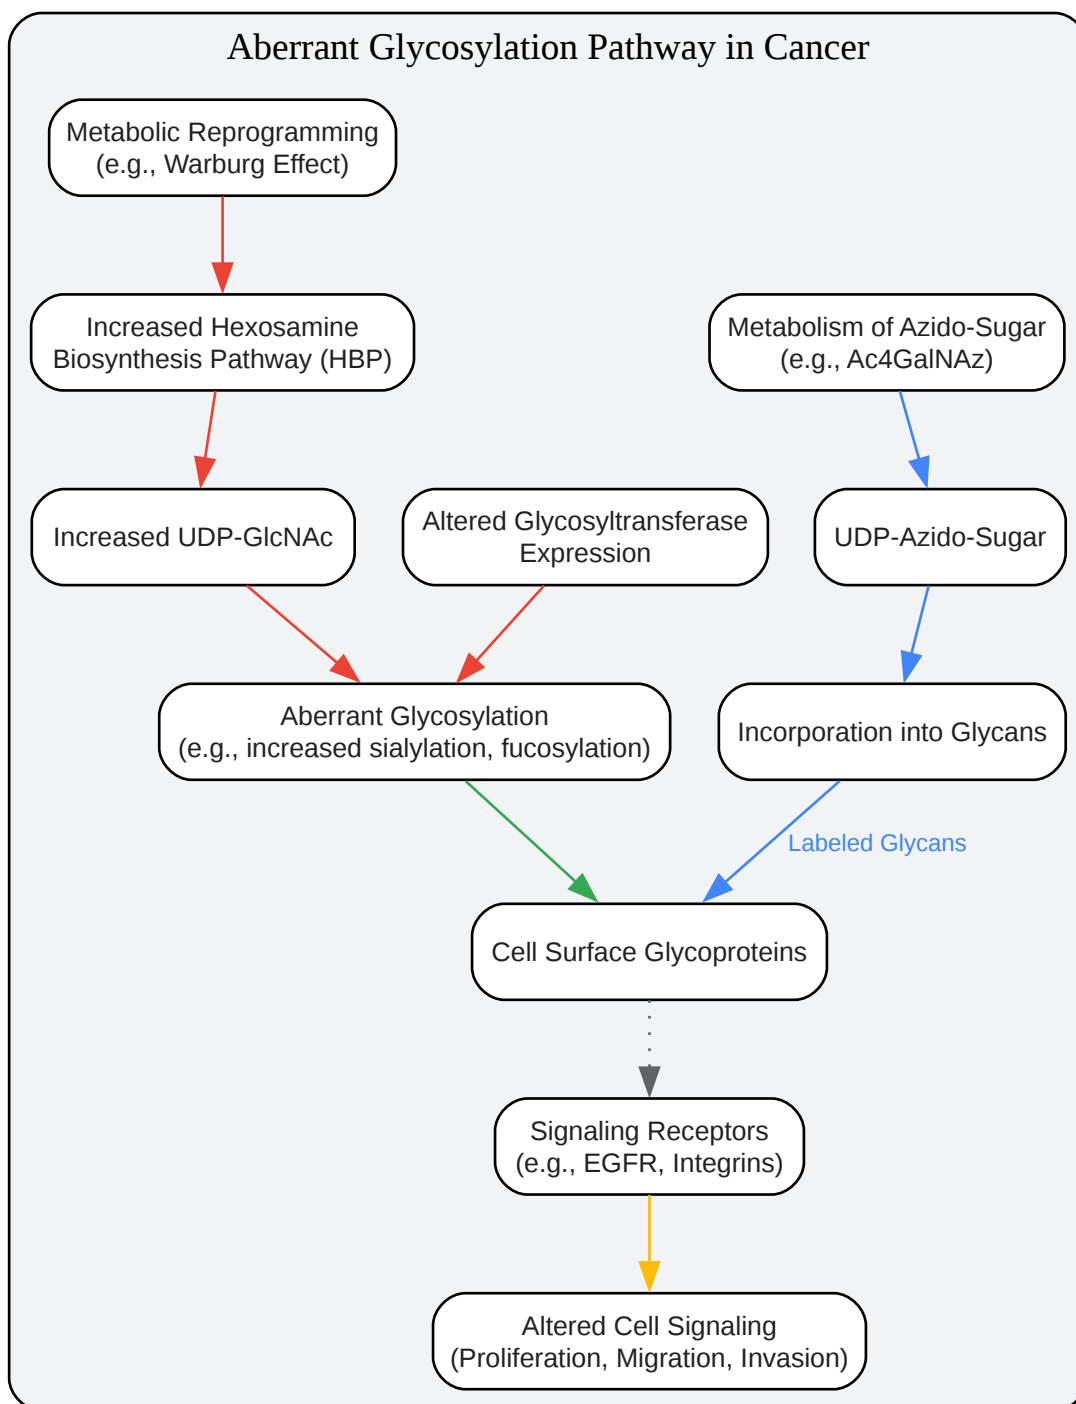 Aberrant Glycosylation Pathway in Cancer
Metabolic Reprogramming
(e.g., Warburg Effect)
Increased Hexosamine
Biosynthesis Pathway (HBP)
Metabolism of Azido-Sugar
(e.g., Ac4GalNAz)
Increased UDP-GlcNAc
Altered Glycosyltransferase
Expression
UDP-Azido-Sugar
Aberrant Glycosylation
(e.g., increased sialylation, fucosylation)
Incorporation into Glycans
Labeled Glycans
Cell Surface Glycoproteins
Signaling Receptors
(e.g., EGFR, Integrins)
Altered Cell Signaling
(Proliferation, Migration, Invasion)